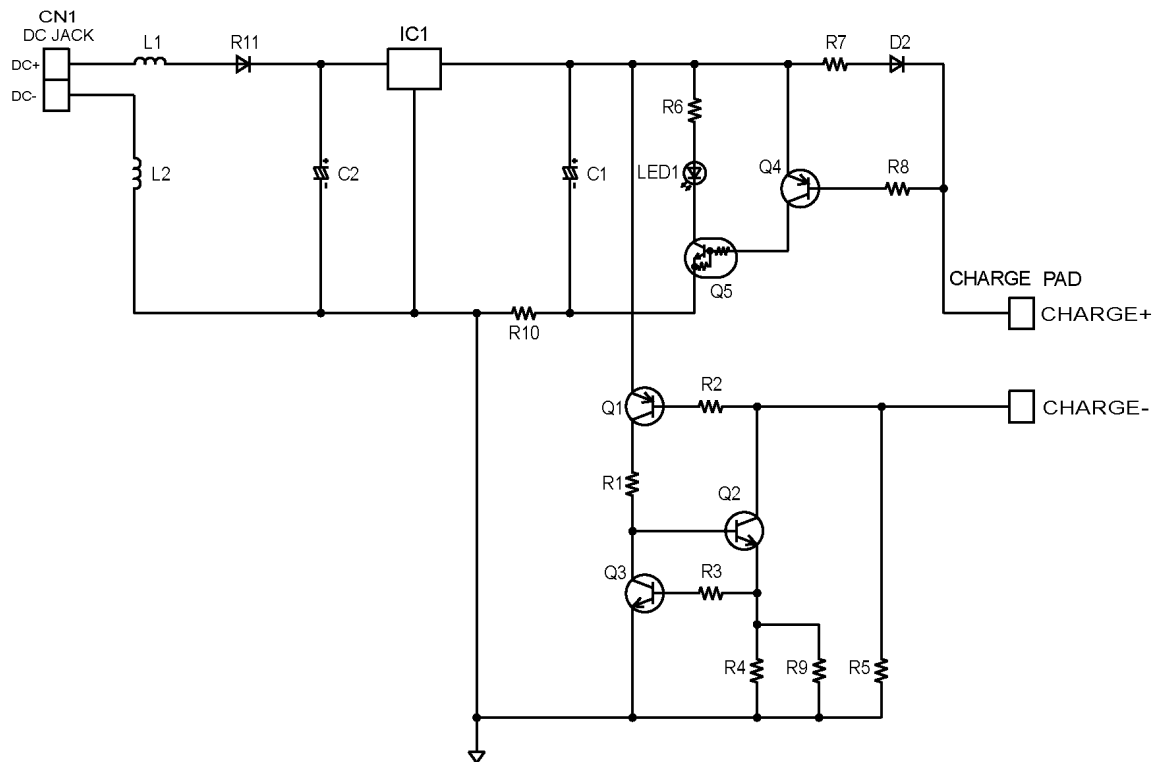 CN1
DC JACK
DC+
DC-
L1
R11
IC1
R7
D2
R6
L2
C2
C1
LED1
Q4
R8
Q5
CHARGE PAD
CHARGE+
R10
Q1
R2
CHARGE-
R1
Q2
Q3
R3
R4
R9
R5